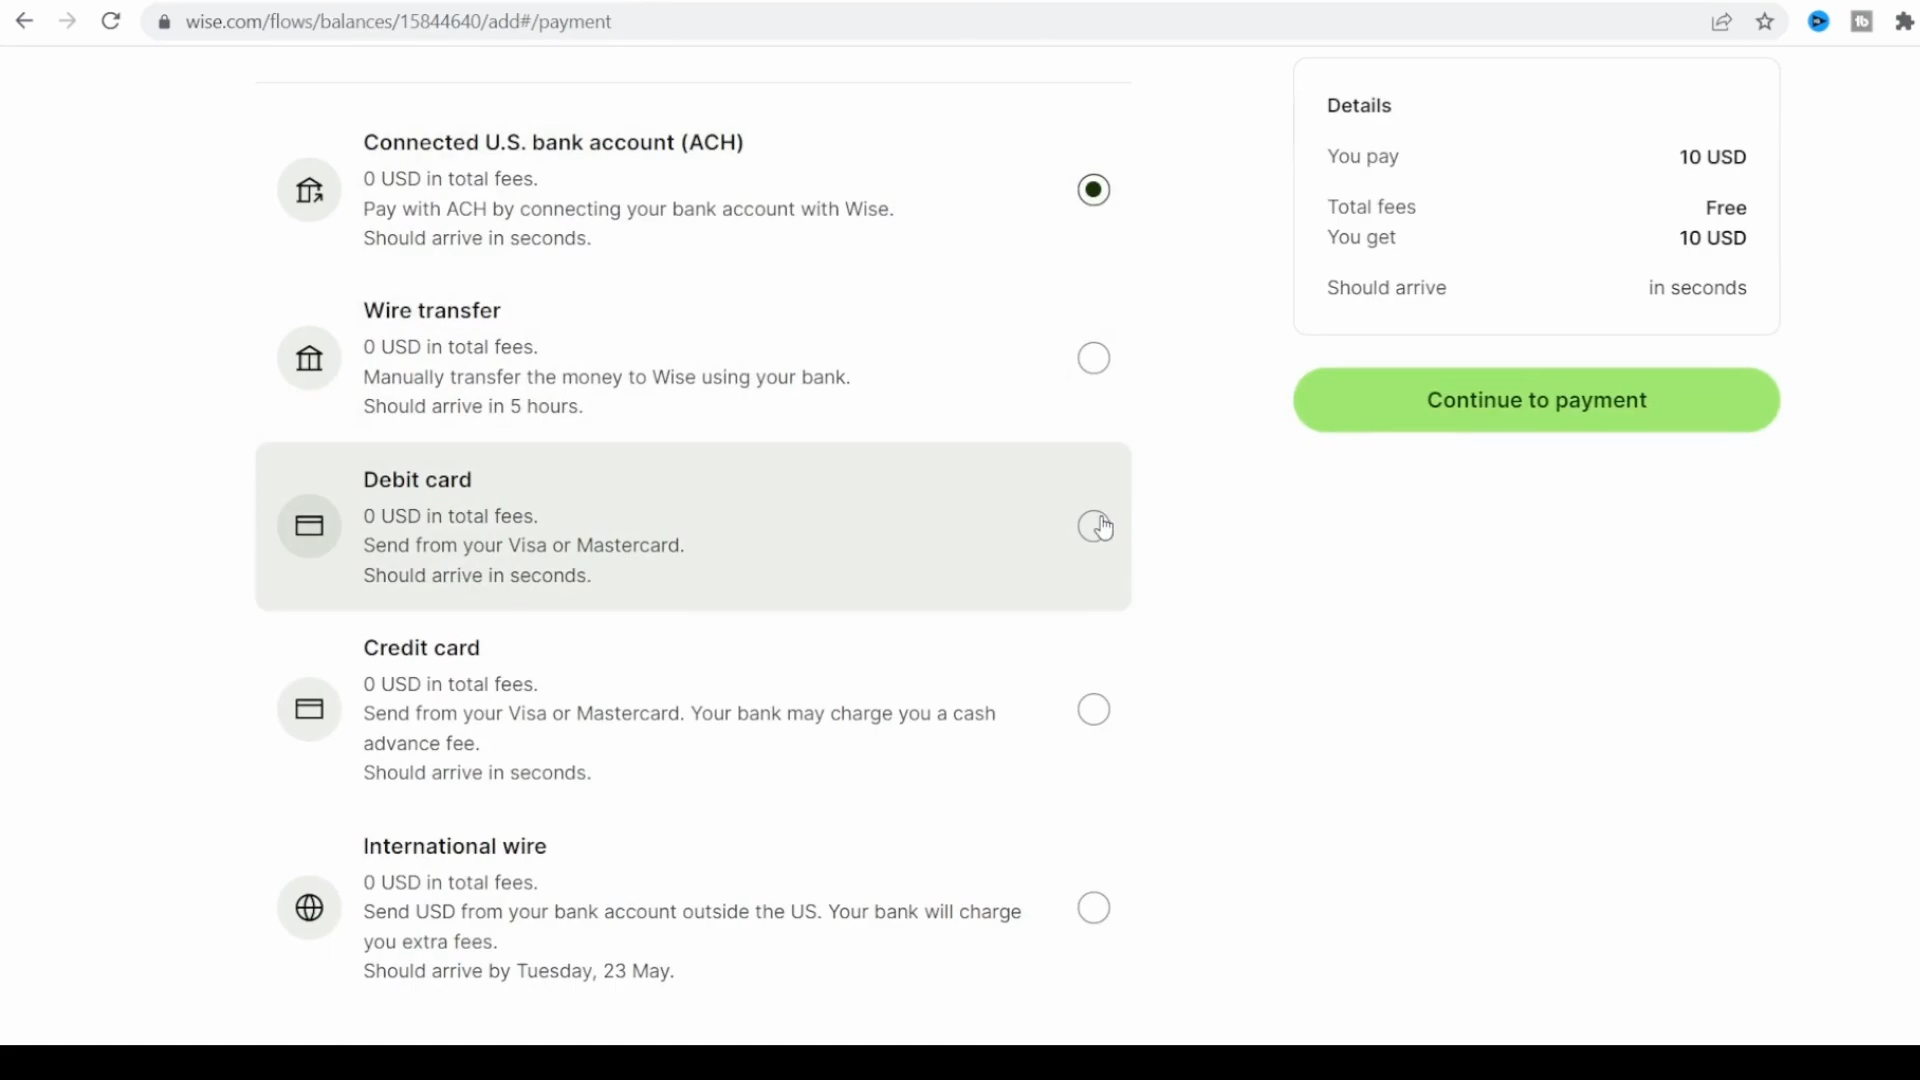 wise.com/flows/balances/15844640/add#/payment
Connected U.S. bank account (ACH)
0 USD in total fees.
Pay with ACH by connecting your bank account with Wise.
Should arrive in seconds.
Wire transfer
0 USD in total fees.
Manually transfer the money to Wise using your bank.
Should arrive in 5 hours.
Debit card
0 USD in total fees.
Send from your Visa or Mastercard.
Should arrive in seconds.
Credit card
0 USD in total fees.
Send from your Visa or Mastercard. Your bank may charge you a cash
advance fee.
Should arrive in seconds.
International wire
0 USD in total fees.
Send USD from your bank account outside the US. Your bank will charge
you extra fees.
Should arrive by Tuesday, 23 May.
Details
You pay 10 USD
Total fees Free
You get 10 USD
Should arrive in seconds
Continue to payment